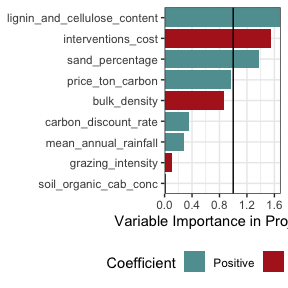 lignin_and_cellulose_content
interventions_cost
sand_percentage
price_ton_carbon
bulk_density
carbon_discount_rate
mean_annual_rainfall
grazing_intensity
soil_organic_cab_conc
0.0 0.4 0.8 1.2 1.6
Variable Importance in Proj
Coefficient Positive